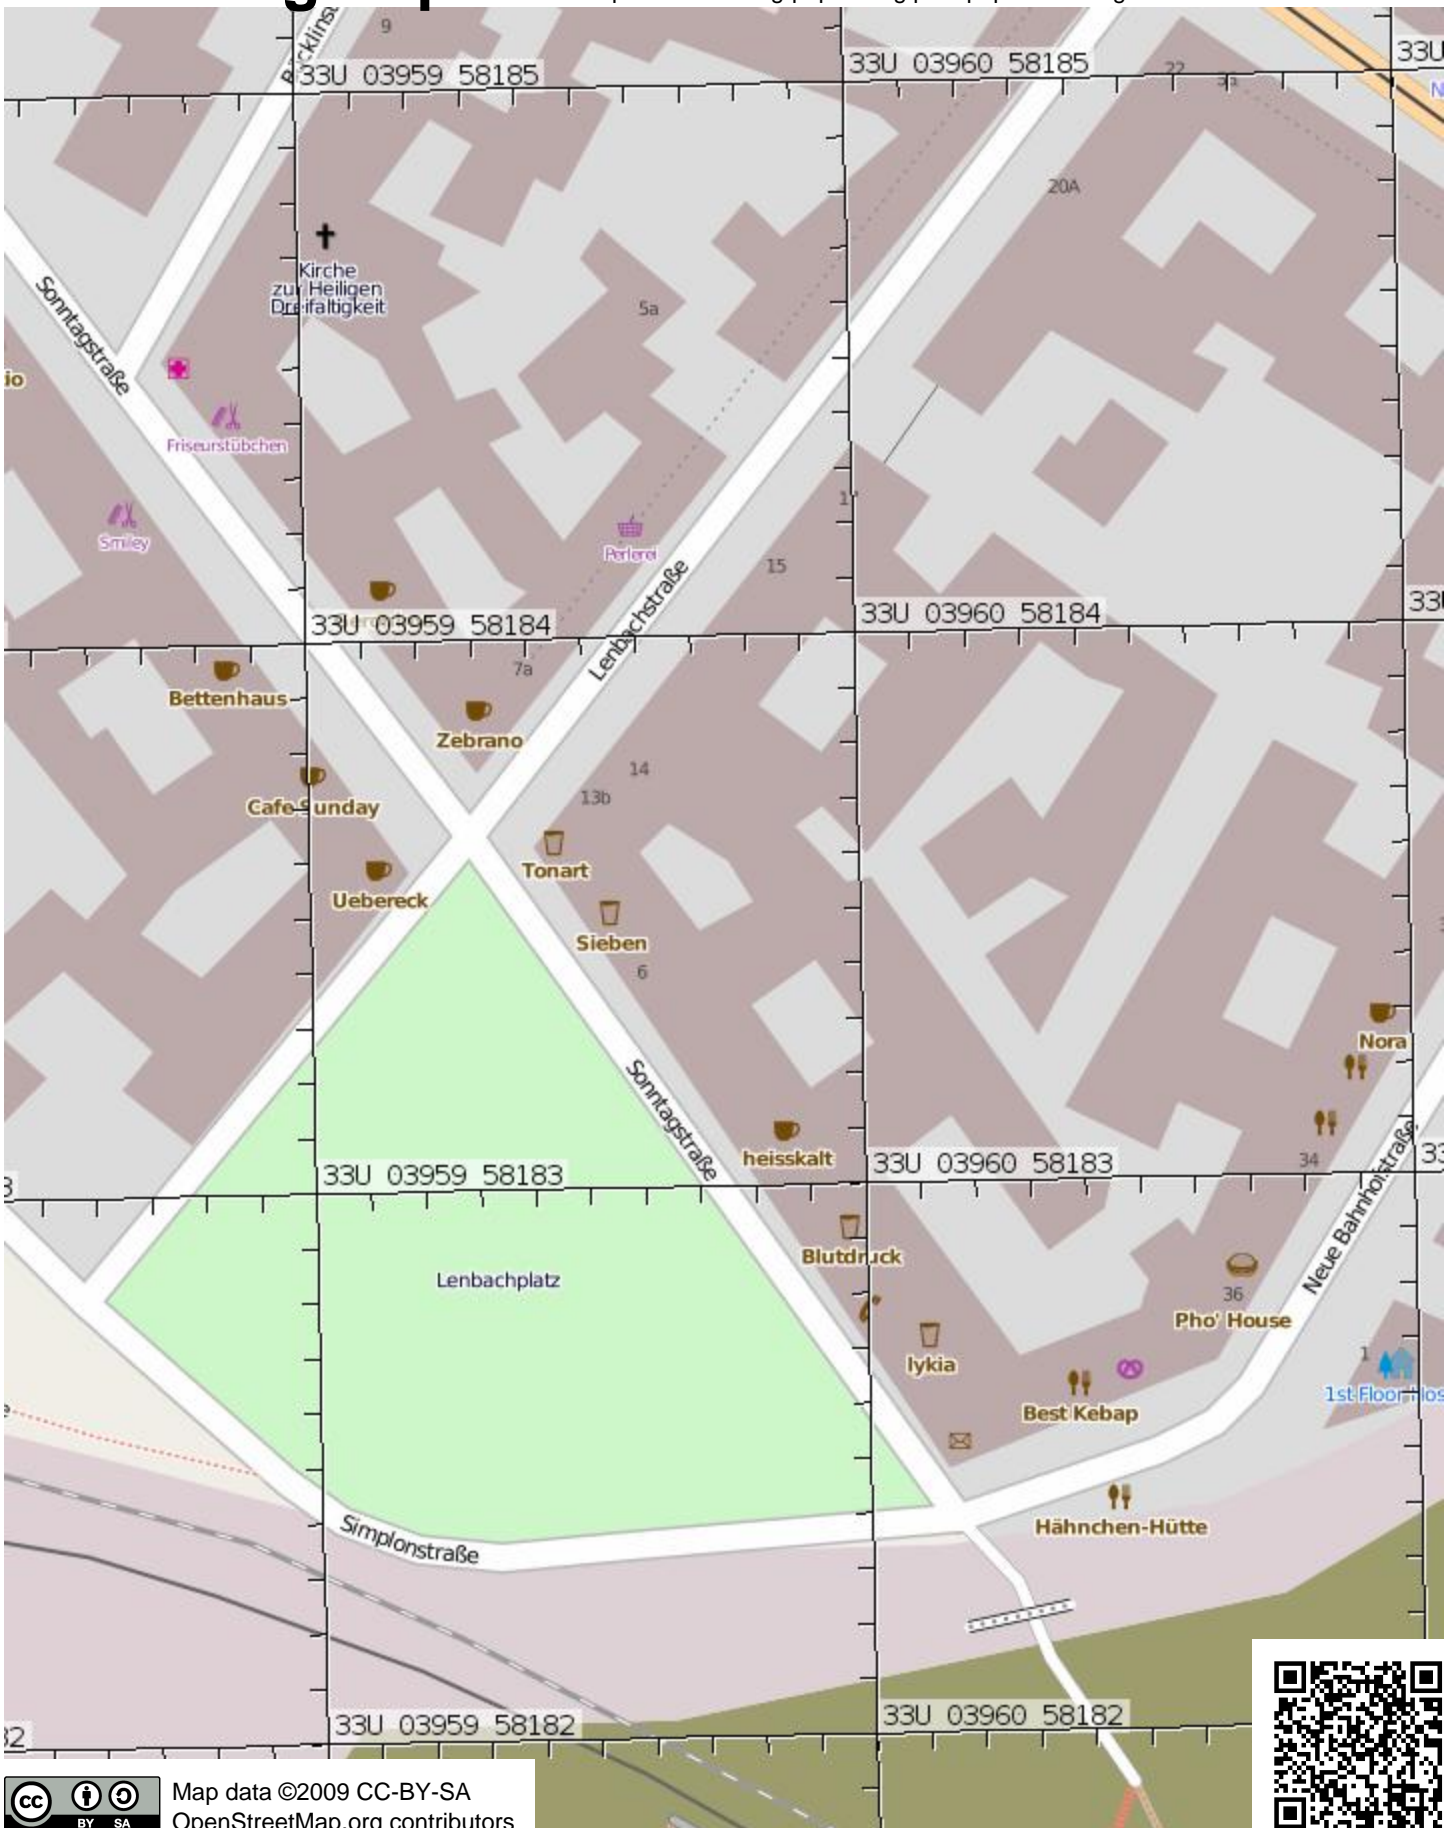 9
33U 03959 58185
33U 03960 58185
33U
22
20A
Kirche
zur Heiligen
Dreifaltigkeit
5a
Sonntagstraße
io
Friseurstübchen
Smiley
Perlerei
15
Lenbachstraße
33U 03959 58184
33U 03960 58184
7a
Bettenhaus
Zebrano
14
13b
Cafe Sunday
Tonart
Uebereck
Sieben
6
Nora
Sonntagstraße
heisskalt
33U 03959 58183
33U 03960 58183
34
Neue Bahnhofstraße
Blutdruck
Lenbachplatz
36
Pho' House
lykia
1
1st Floor Hos
Best Kebap
Simplonstraße
Hähnchen-Hütte
33U 03959 58182
33U 03960 58182
cc
BY SA
Map data ©2009 CC-BY-SA
OpenStreetMap.org contributors